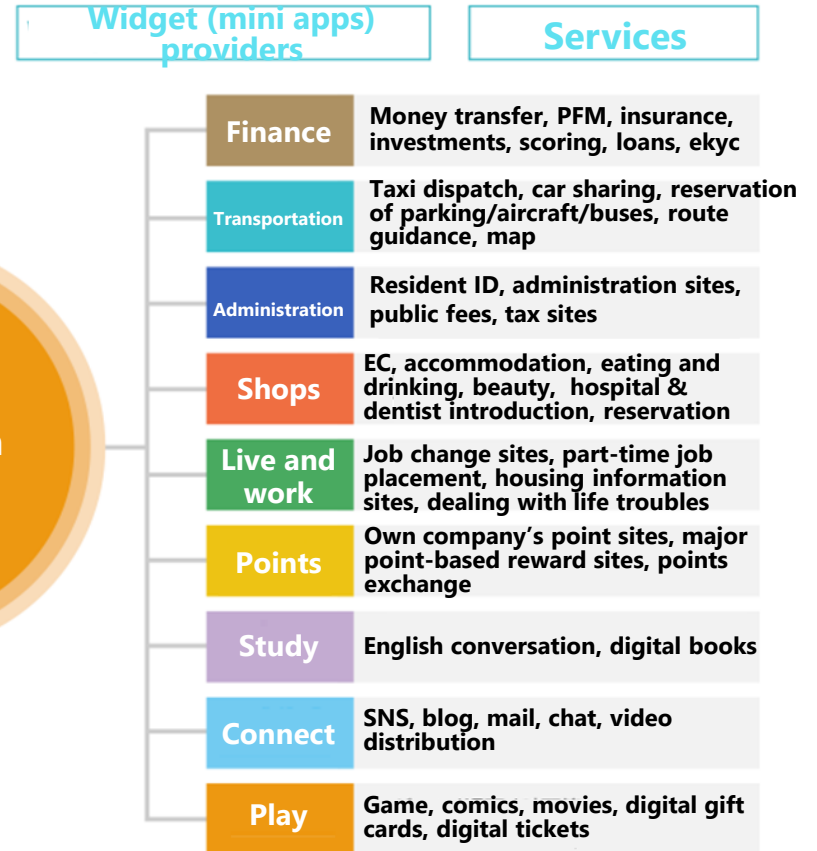 Widget (mini apps)
providers
Services
Finance
Money transfer, PFM, insurance,
investments, scoring, loans, ekyc
Transportation
Taxi dispatch, car sharing, reservation
of parking/aircraft/buses, route
guidance, map
Administration
Resident ID, administration sites,
public fees, tax sites
Shops
EC, accommodation, eating and
drinking, beauty,  hospital &
dentist introduction, reservation
Live and
work
Job change sites, part-time job
placement, housing information
sites, dealing with life troubles
Points
Own company’s point sites, major
point-based reward sites, points
exchange
Study
English conversation, digital books
Connect
SNS, blog, mail, chat, video
distribution
Play
Game, comics, movies, digital gift
cards, digital tickets